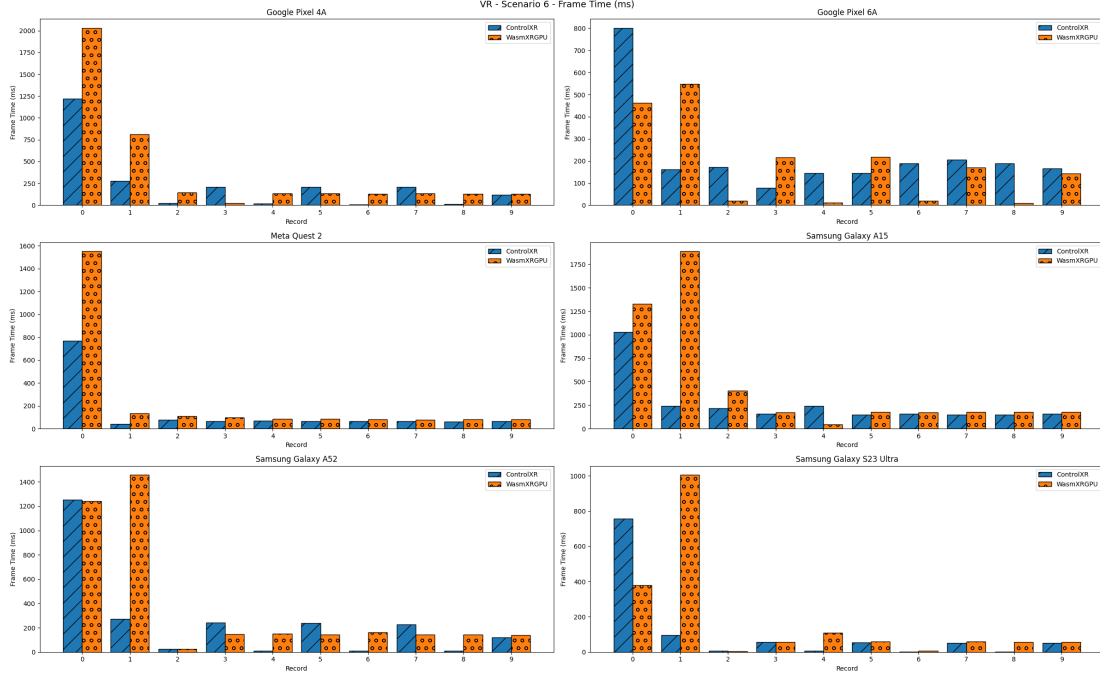 VR - Scenario 6 - Frame Time (ms)
Google Pixel 4A
Frame Time (ms)
2000
1750
1500
1250
1000
750
500
250
0
ControlXR
WasmXRGPU
0 1 2 3 4 5 6 7 8 9
Record
Google Pixel 6A
Frame Time (ms)
800
700
600
500
400
300
200
100
0
ControlXR
WasmXRGPU
0 1 2 3 4 5 6 7 8 9
Record
Meta Quest 2
Frame Time (ms)
1600
1400
1200
1000
800
600
400
200
0
ControlXR
WasmXRGPU
0 1 2 3 4 5 6 7 8 9
Record
Samsung Galaxy A15
Frame Time (ms)
1750
1500
1250
1000
750
500
250
0
ControlXR
WasmXRGPU
0 1 2 3 4 5 6 7 8 9
Record
Samsung Galaxy A52
Frame Time (ms)
1400
1200
1000
800
600
400
200
0
ControlXR
WasmXRGPU
0 1 2 3 4 5 6 7 8 9
Record
Samsung Galaxy S23 Ultra
Frame Time (ms)
1000
800
600
400
200
0
ControlXR
WasmXRGPU
0 1 2 3 4 5 6 7 8 9
Record